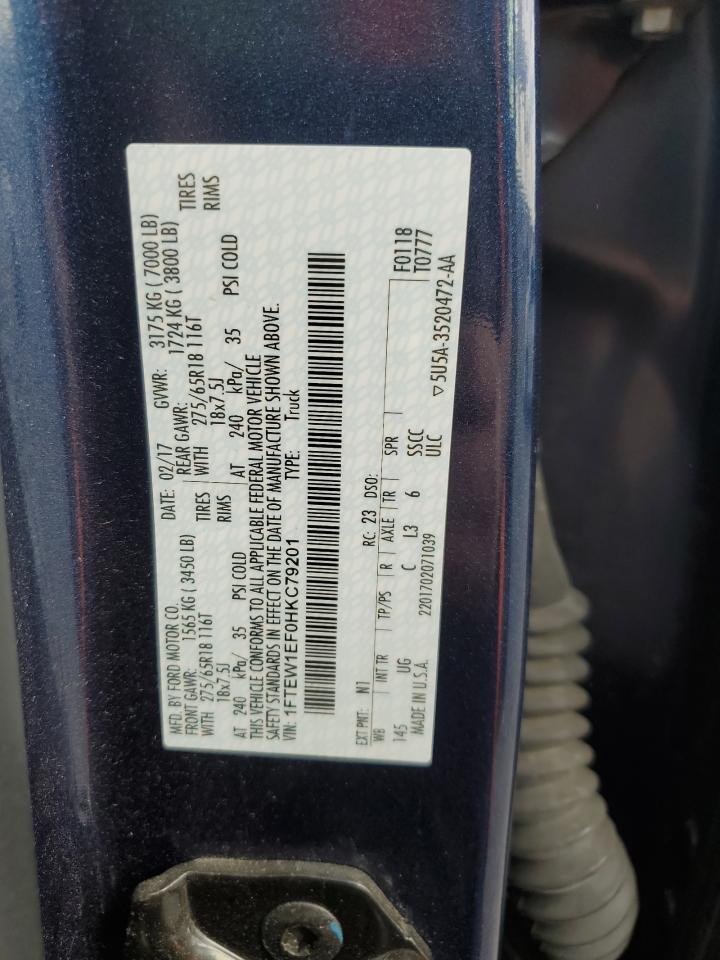 MFD. BY FORD MOTOR CO. DATE: 02/17 GVWR: 3175 KG ( 7000 LB)
FRONT GAWR: 1565 KG ( 3450 LB) REAR GAWR: 1724 KG ( 3800 LB)
WITH 275/65R18 116T TIRES WITH 275/65R18 116T TIRES
18x7.5J RIMS 18x7.5J RIMS
AT 240 kPa/ 35 PSI COLD AT 240 kPa/ 35 PSI COLD
THIS VEHICLE CONFORMS TO ALL APPLICABLE FEDERAL MOTOR VEHICLE
SAFETY STANDARDS IN EFFECT ON THE DATE OF MANUFACTURE SHOWN ABOVE.
VIN: 1FTEW1EF0HKC79201 TYPE: Truck
EXT PNT: N1 RC: 23 DSO:
WB INT TR TP/PS R AXLE TR SPR F0118
145 UG C L3 6 SSCC T0777
MADE IN U.S.A. 2201702071039 ULC ▽5U5A-3520472-AA